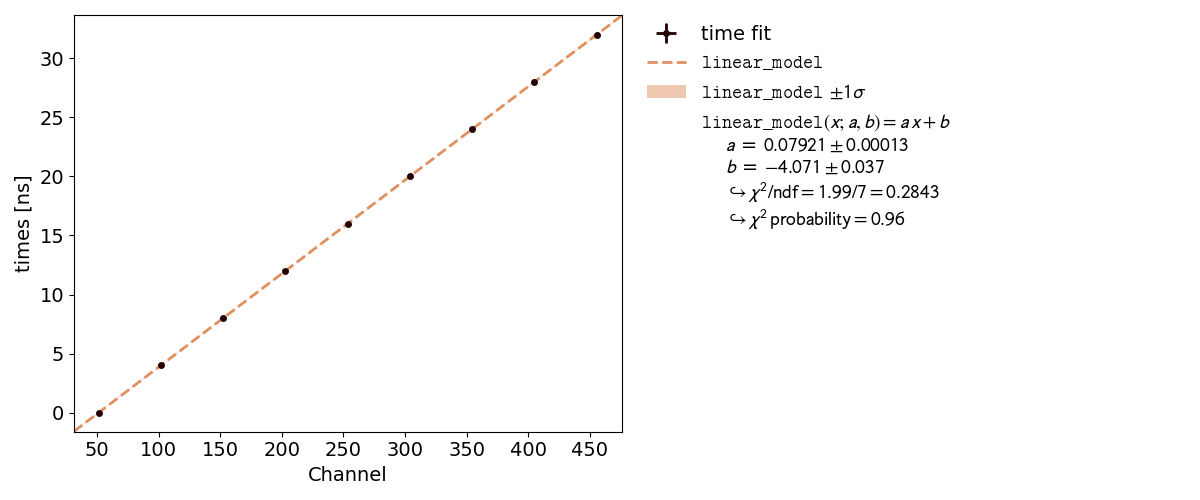 30
25
20
15
10
5
0
times [ns]
50 100 150 200 250 300 350 400 450
Channel
time fit
linear_model
linear_model ±1σ
linear_model(x; a, b) = a x + b
a = 0.07921 ± 0.00013
b = −4.071 ± 0.037
↪ χ²/ndf = 1.99/7 = 0.2843
↪ χ² probability = 0.96